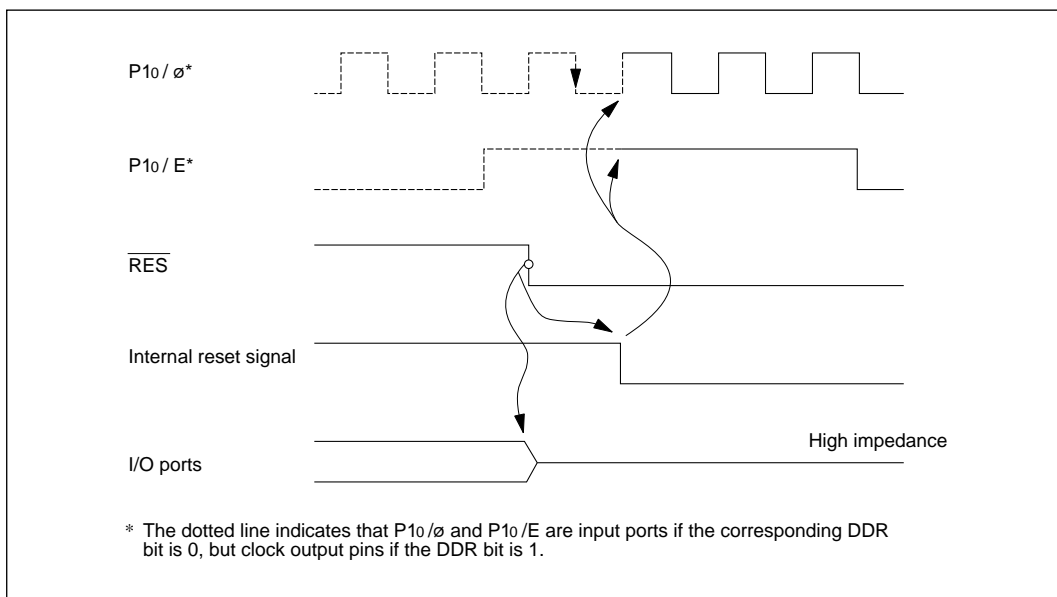 P10 / ø*
P10 / E*
RES
Internal reset signal
High impedance
I/O ports
* The dotted line indicates that P10 /ø and P10 /E are input ports if the corresponding DDR
bit is 0, but clock output pins if the DDR bit is 1.